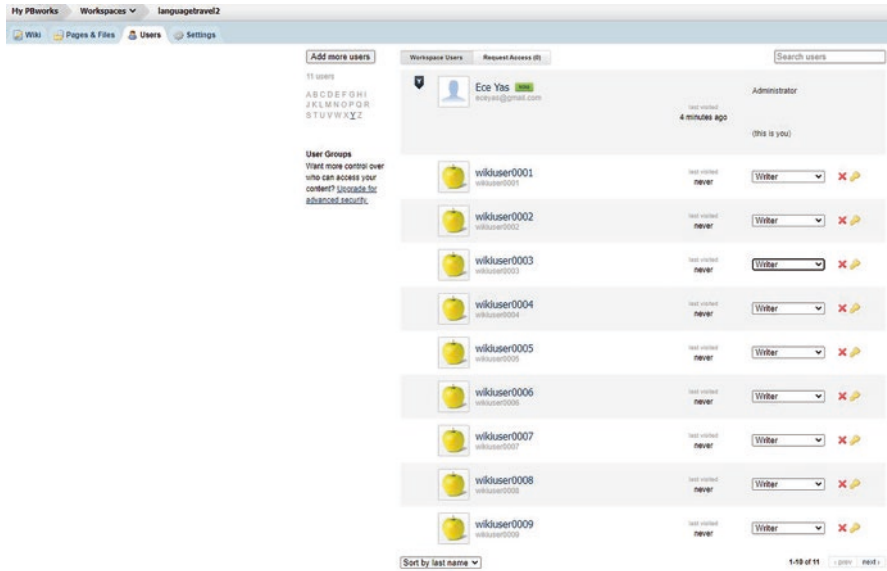 My PBworks Workspaces languagetravel2
Wiki Pages & Files Users Settings
Add more users
11 users
A B C D E F G H I
J K L M N O P Q R
S T U V W X Y Z
User Groups
Want more control over
who can access your
content? Upgrade for
advanced security.
Workspace Users Request Access (0) Search users
Ece Yas
eceyas@gmail.com
last visited
4 minutes ago
Administrator
(this is you)
wikiuser0001
wikiuser0001
last visited
never
Writer
wikiuser0002
wikiuser0002
last visited
never
Writer
wikiuser0003
wikiuser0003
last visited
never
Writer
wikiuser0004
wikiuser0004
last visited
never
Writer
wikiuser0005
wikiuser0005
last visited
never
Writer
wikiuser0006
wikiuser0006
last visited
never
Writer
wikiuser0007
wikiuser0007
last visited
never
Writer
wikiuser0008
wikiuser0008
last visited
never
Writer
wikiuser0009
wikiuser0009
last visited
never
Writer
Sort by last name 1-10 of 11 ‹ prev next ›